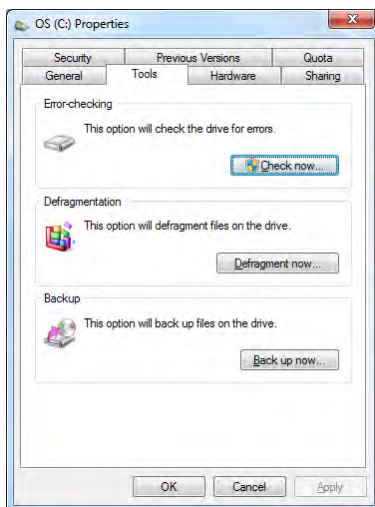 OS (C:) Properties
Security Previous Versions Quota
General Tools Hardware Sharing
Error-checking
This option will check the drive for errors.
Check now...
Defragmentation
This option will defragment files on the drive.
Defragment now...
Backup
This option will back up files on the drive.
Back up now...
OK Cancel Apply